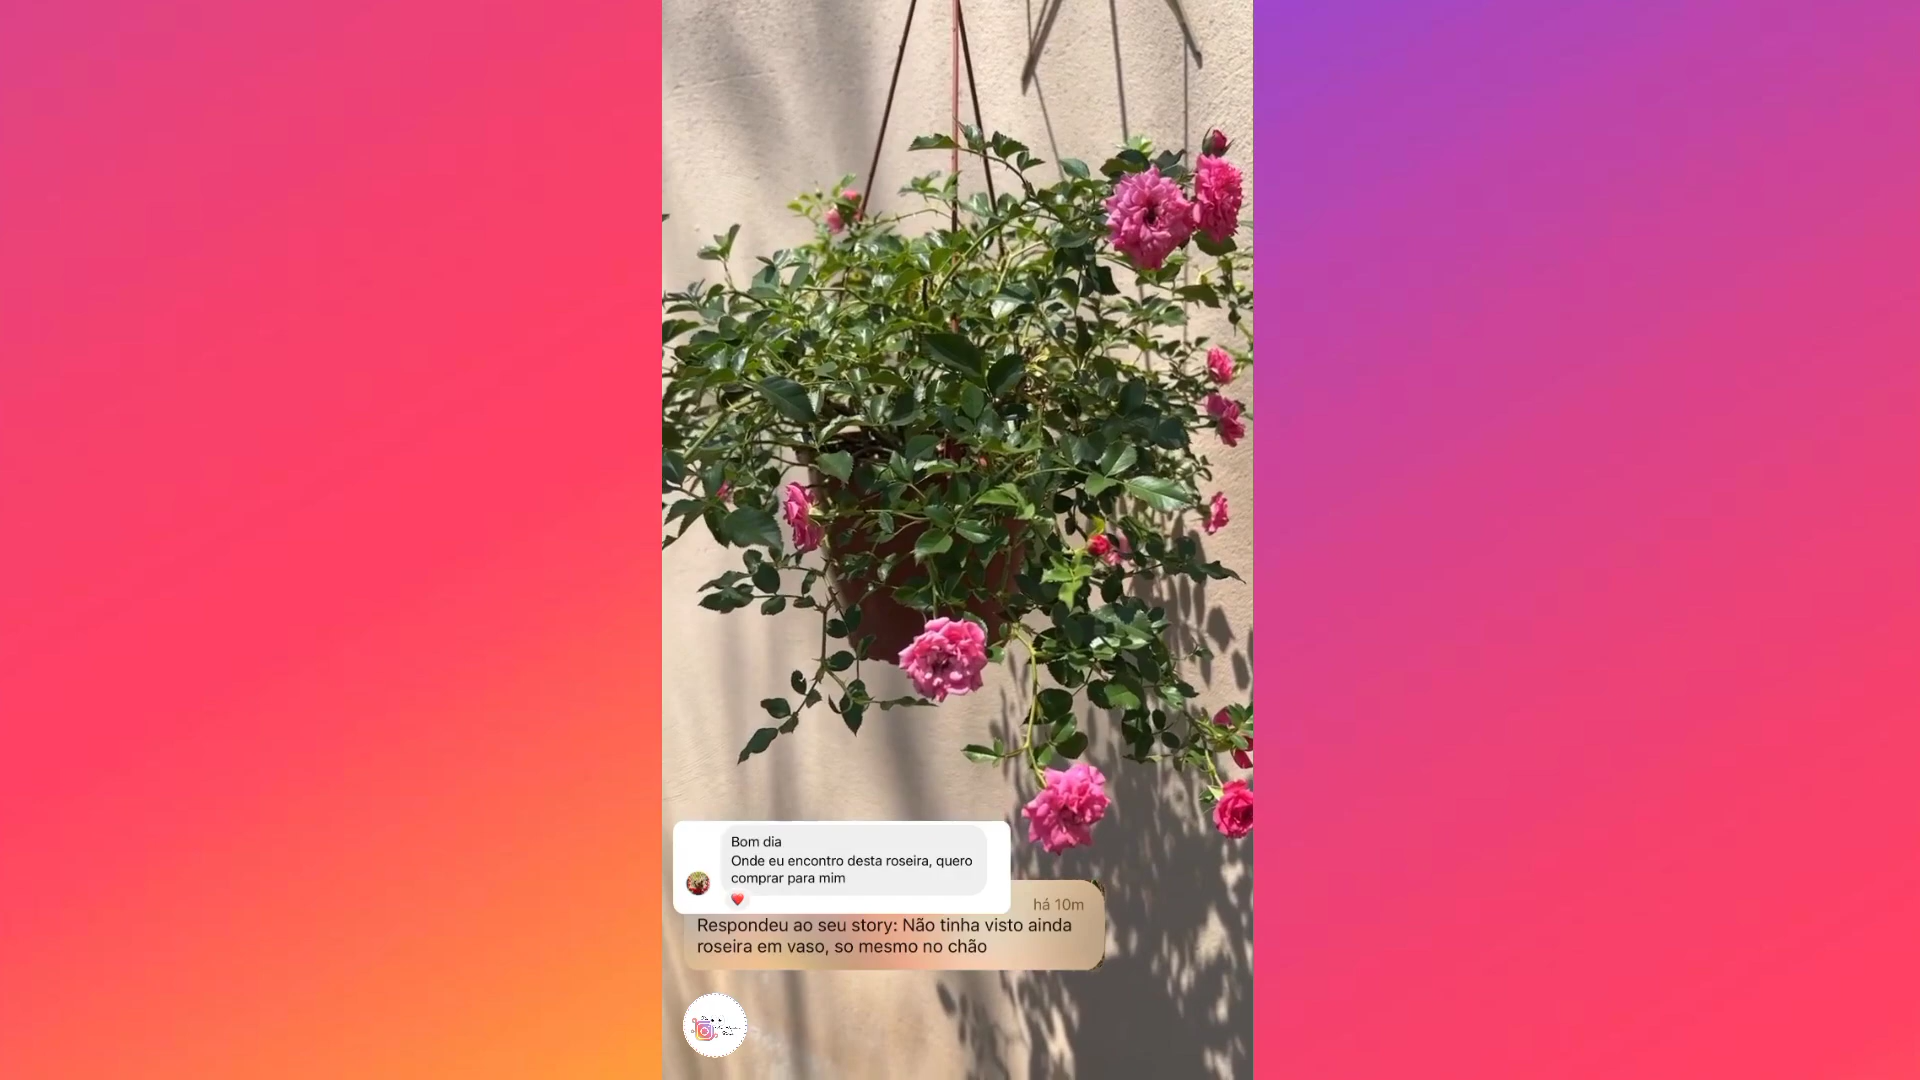 Bom dia
Onde eu encontro desta roseira, quero
comprar para mim
há 10m
Respondeu ao seu story: Não tinha visto ainda
roseira em vaso, so mesmo no chão